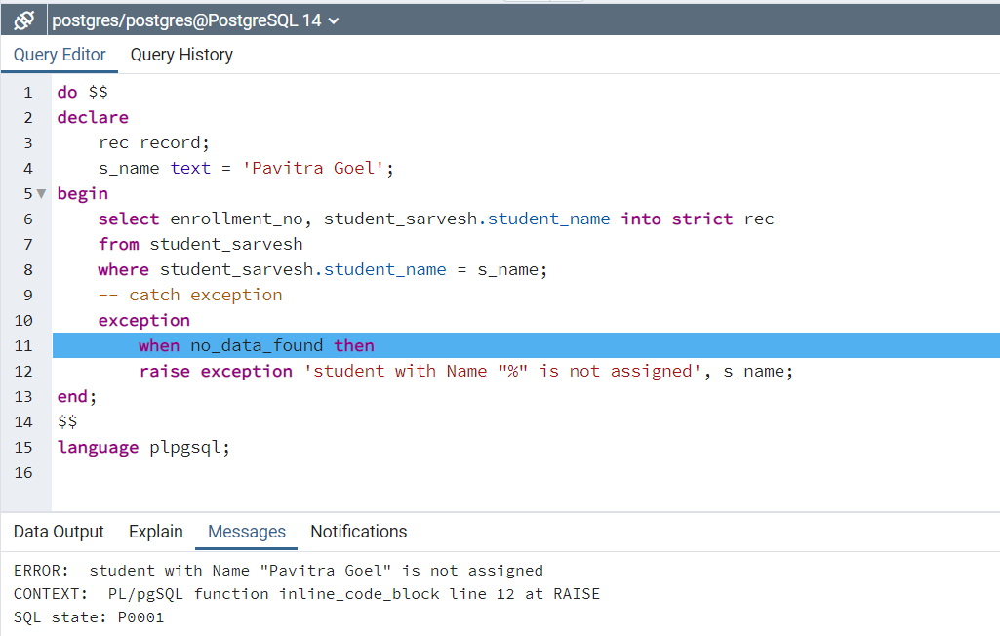 postgres/postgres@PostgreSQL 14
Query Editor Query History
1 do $$
2 declare
3 rec record;
4 s_name text = 'Pavitra Goel';
5 begin
6 select enrollment_no, student_sarvesh.student_name into strict rec
7 from student_sarvesh
8 where student_sarvesh.student_name = s_name;
9 -- catch exception
10 exception
11 when no_data_found then
12 raise exception 'student with Name "%" is not assigned', s_name;
13 end;
14 $$
15 language plpgsql;
16
Data Output Explain Messages Notifications
ERROR: student with Name "Pavitra Goel" is not assigned
CONTEXT: PL/pgSQL function inline_code_block line 12 at RAISE
SQL state: P0001